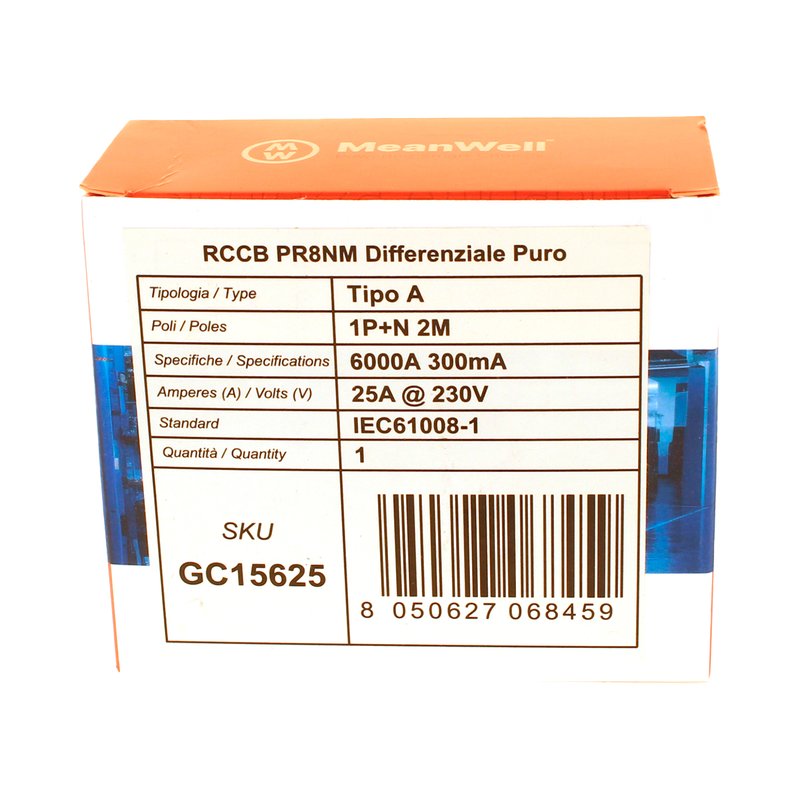 MW MeanWell
RCCB PR8NM Differenziale Puro
Tipologia / Type Tipo A
Poli / Poles 1P+N 2M
Specifiche / Specifications 6000A 300mA
Amperes (A) / Volts (V) 25A @ 230V
Standard IEC61008-1
Quantità / Quantity 1
SKU
GC15625
8 050627 068459